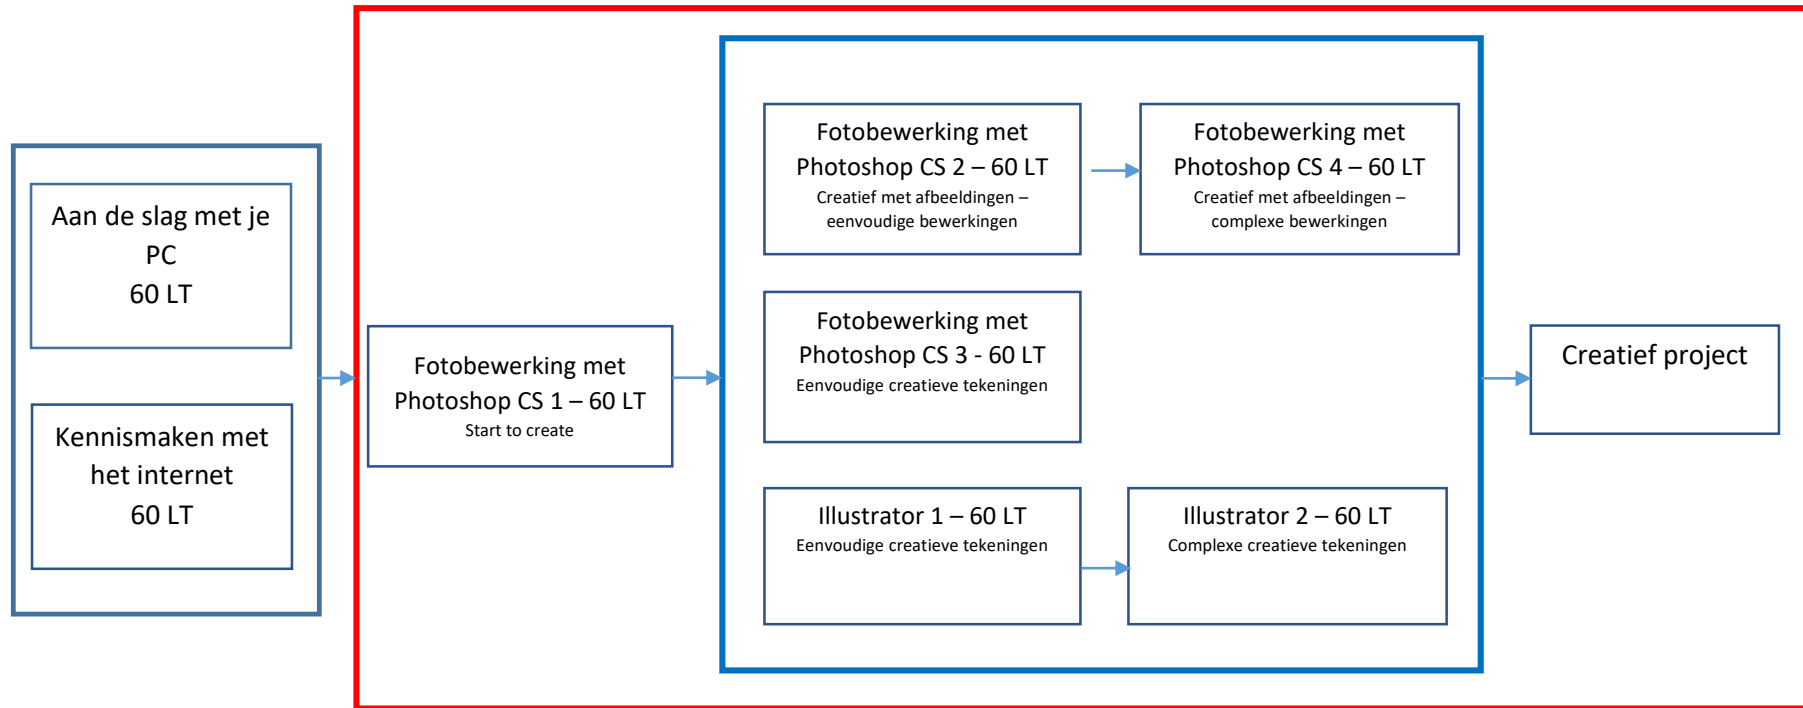 Aan de slag met je
PC
60 LT
Kennismaken met
het internet
60 LT
Fotobewerking met
Photoshop CS 1 – 60 LT
Start to create
Fotobewerking met
Photoshop CS 2 – 60 LT
Creatief met afbeeldingen –
eenvoudige bewerkingen
Fotobewerking met
Photoshop CS 4 – 60 LT
Creatief met afbeeldingen –
complexe bewerkingen
Fotobewerking met
Photoshop CS 3 - 60 LT
Eenvoudige creatieve tekeningen
Illustrator 1 – 60 LT
Eenvoudige creatieve tekeningen
Illustrator 2 – 60 LT
Complexe creatieve tekeningen
Creatief project